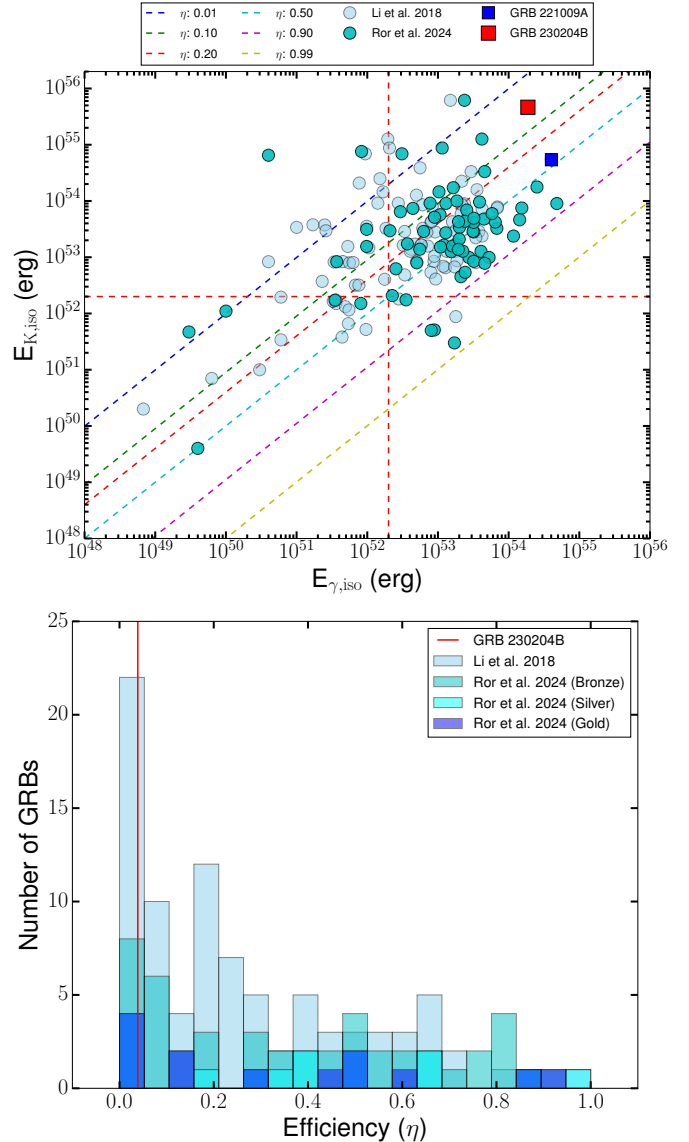 η: 0.01 η: 0.50 Li et al. 2018 GRB 221009A
η: 0.10 η: 0.90 Ror et al. 2024 GRB 230204B
η: 0.20 η: 0.99
10^56
10^55
10^54
10^53
10^52
10^51
10^50
10^49
10^48
E_K,iso (erg)
10^48 10^49 10^50 10^51 10^52 10^53 10^54 10^55 10^56
E_γ,iso (erg)
25
20
15
10
5
0
Number of GRBs
GRB 230204B
Li et al. 2018
Ror et al. 2024 (Bronze)
Ror et al. 2024 (Silver)
Ror et al. 2024 (Gold)
0.0 0.2 0.4 0.6 0.8 1.0
Efficiency (η)